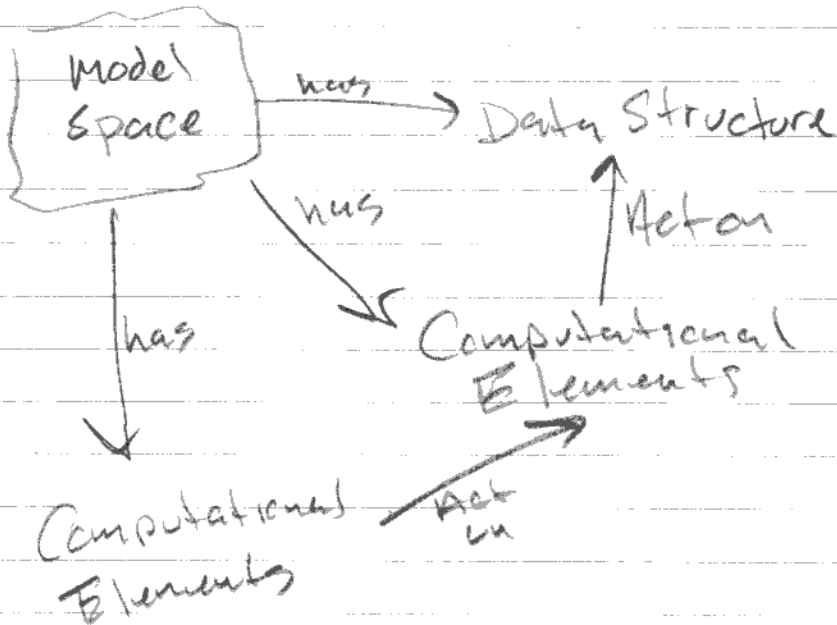 Model
Space
has
Data Structure
has
Act on
has
Computational
Elements
Computational
Elements
Act
on